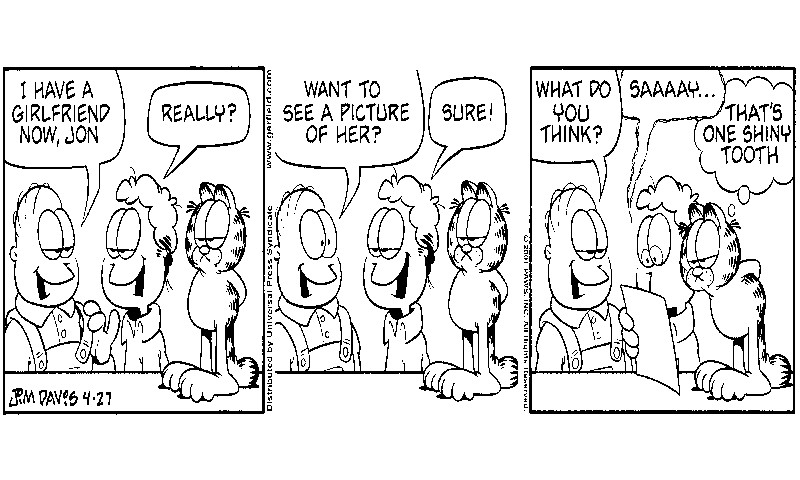 I HAVE A
GIRLFRIEND
NOW, JON
REALLY?
JIM DAVIS 4·27
www.garfield.com
Distributed by Universal Press Syndicate
WANT TO
SEE A PICTURE
OF HER?
SURE!
WHAT DO
YOU
THINK?
SAAAAY...
THAT'S
ONE SHINY
TOOTH